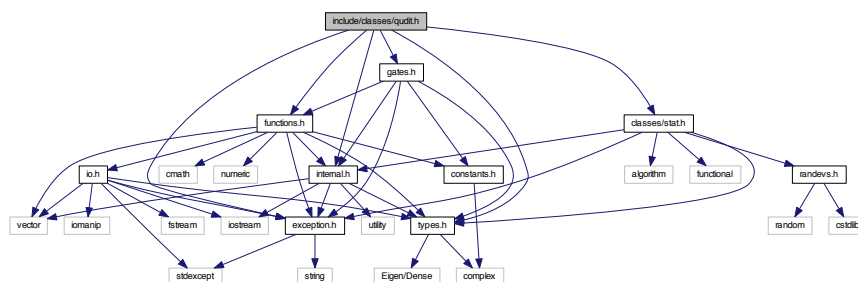 include/classes/qudit.h
gates.h
functions.h
classes/stat.h
io.h
cmath
numeric
internal.h
constants.h
algorithm
functional
randevs.h
vector
iomanip
fstream
iostream
exception.h
utility
types.h
random
cstdlib
stdexcept
string
Eigen/Dense
complex